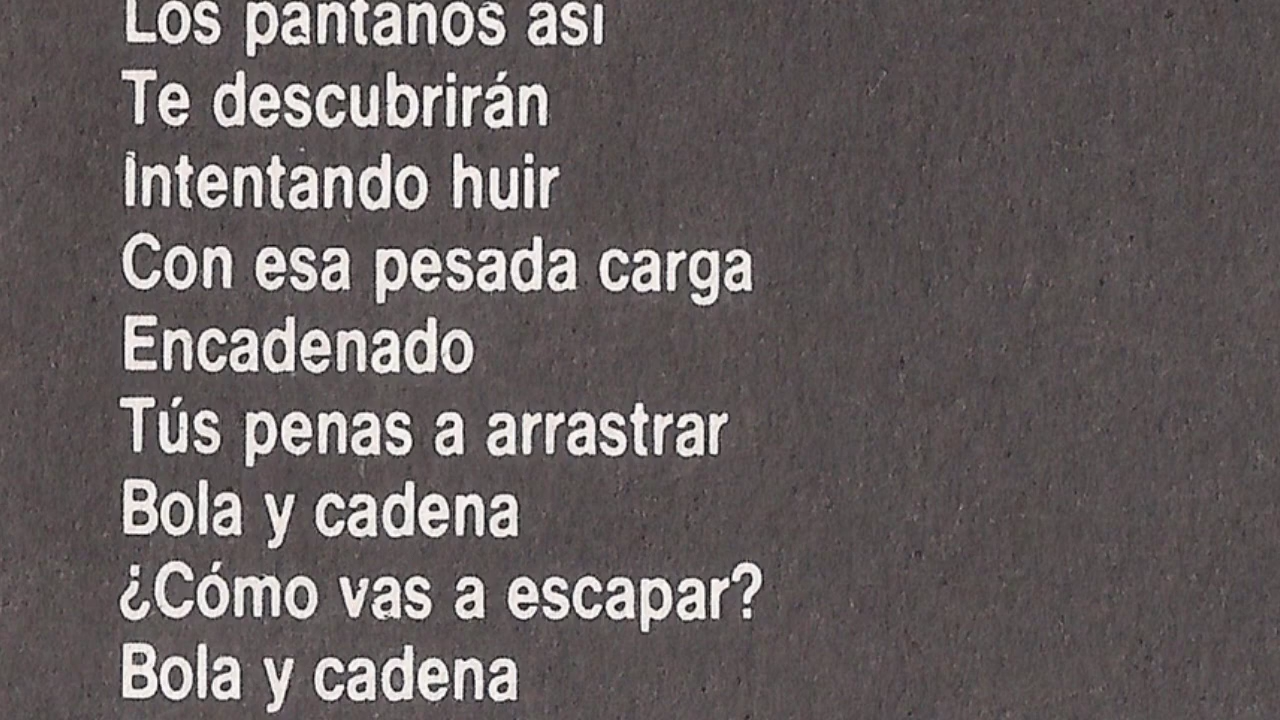 Los pantanos así
Te descubrirán
Intentando huir
Con esa pesada carga
Encadenado
Tús penas a arrastrar
Bola y cadena
¿Cómo vas a escapar?
Bola y cadena